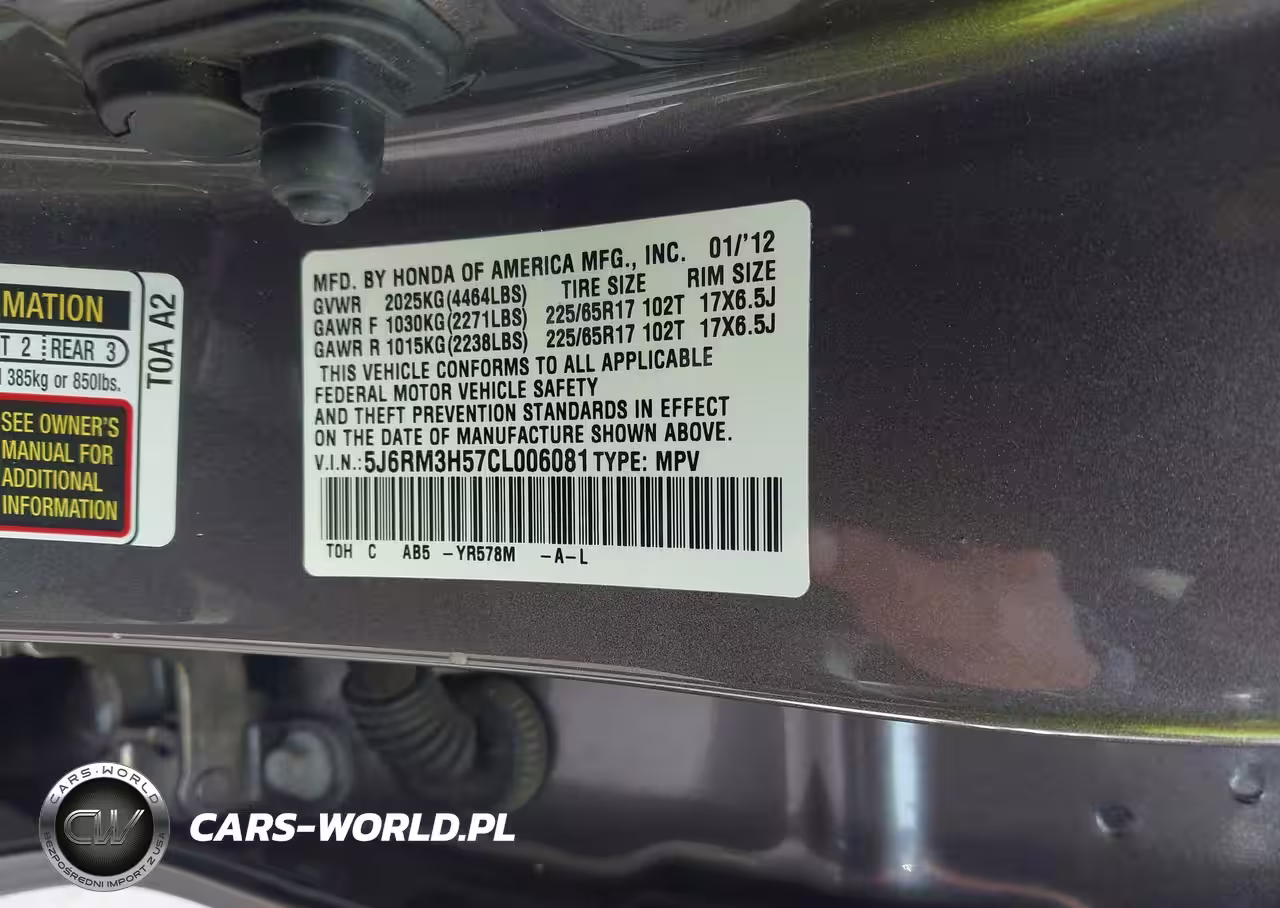 MATION
T 2 REAR 3
385kg or 850lbs.
SEE OWNER'S
MANUAL FOR
ADDITIONAL
INFORMATION
T0A A2
MFD. BY HONDA OF AMERICA MFG., INC. 01/'12
GVWR 2025KG(4464LBS) TIRE SIZE RIM SIZE
GAWR F 1030KG(2271LBS) 225/65R17 102T 17X6.5J
GAWR R 1015KG(2238LBS) 225/65R17 102T 17X6.5J
THIS VEHICLE CONFORMS TO ALL APPLICABLE
FEDERAL MOTOR VEHICLE SAFETY
AND THEFT PREVENTION STANDARDS IN EFFECT
ON THE DATE OF MANUFACTURE SHOWN ABOVE.
V.I.N.: 5J6RM3H57CL006081 TYPE: MPV
T0H C AB5 -YR578M -A-L
CARS-WORLD
CW
BEZPOŚREDNI IMPORT Z USA
CARS-WORLD.PL